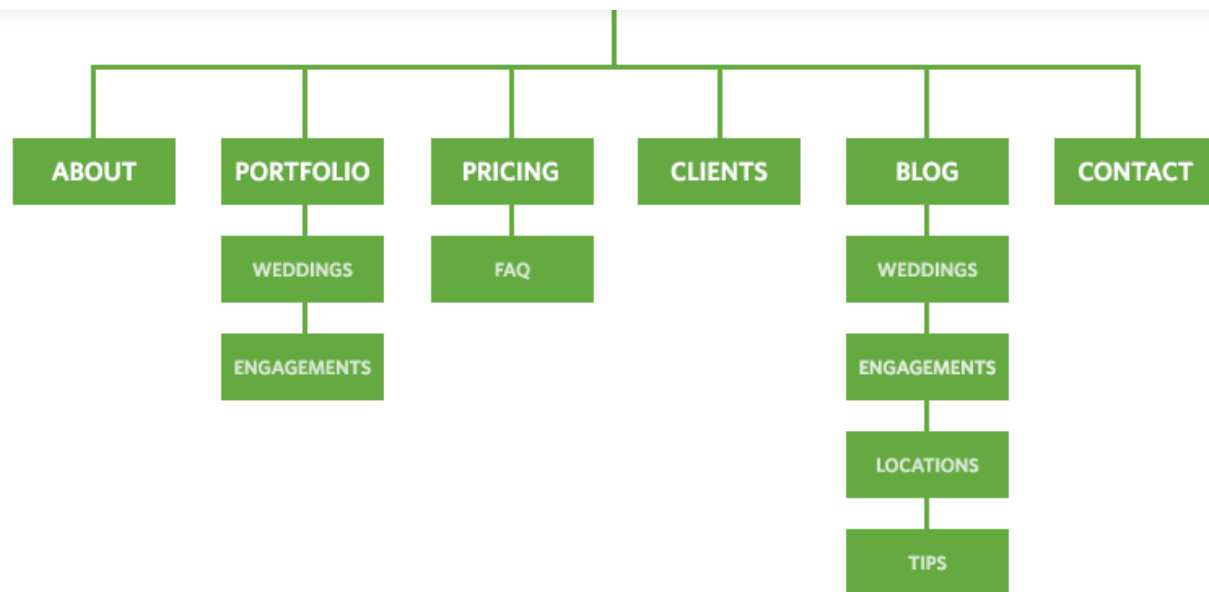 ABOUT
PORTFOLIO
PRICING
CLIENTS
BLOG
CONTACT
WEDDINGS
FAQ
WEDDINGS
ENGAGEMENTS
ENGAGEMENTS
LOCATIONS
TIPS